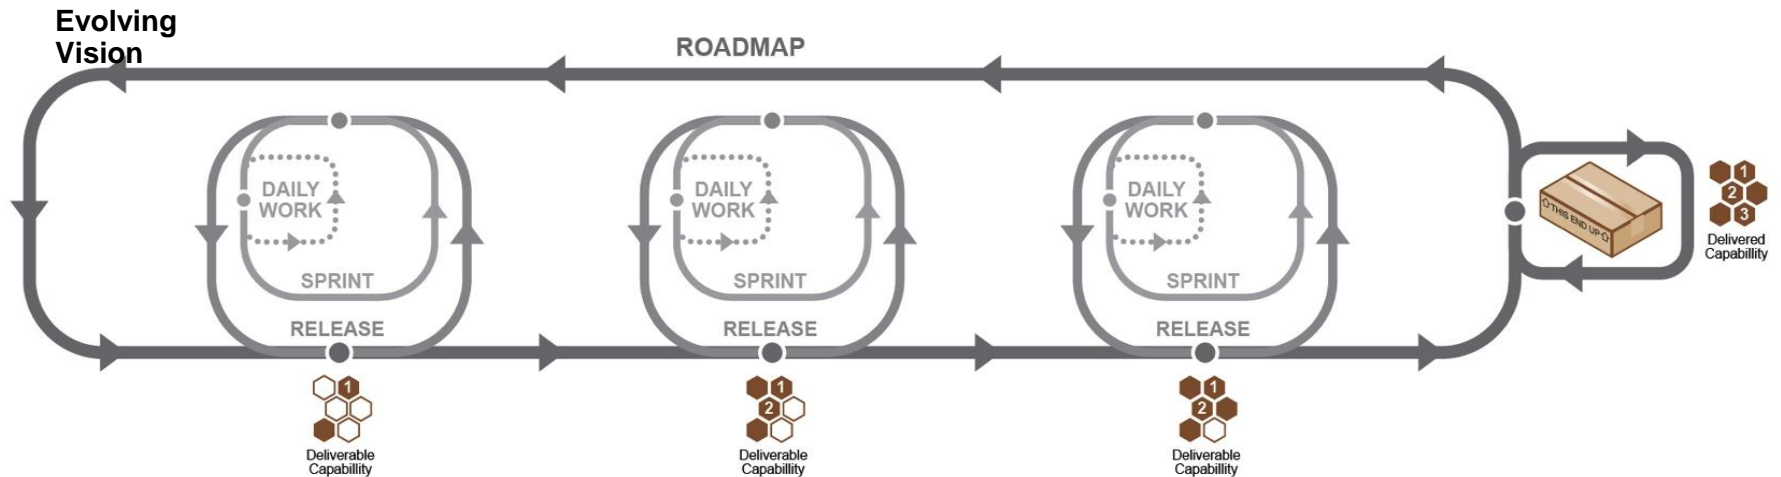 Evolving
Vision
ROADMAP
DAILY
WORK
SPRINT
RELEASE
1
Deliverable
Capabillity
DAILY
WORK
SPRINT
RELEASE
1
2
Deliverable
Capabillity
DAILY
WORK
SPRINT
RELEASE
1
2
Deliverable
Capabillity
THIS END UP
1
2
3
Delivered
Capabillity